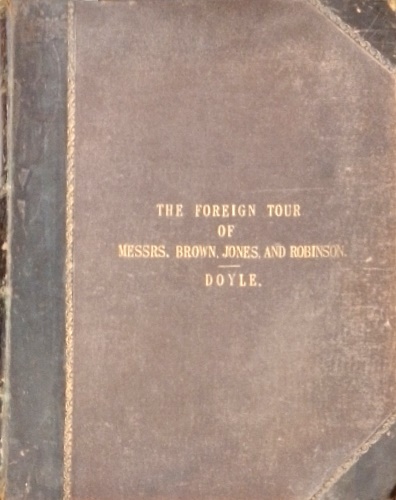 THE FOREIGN TOUR
OF
MESSRS. BROWN, JONES, AND ROBINSON.
DOYLE.